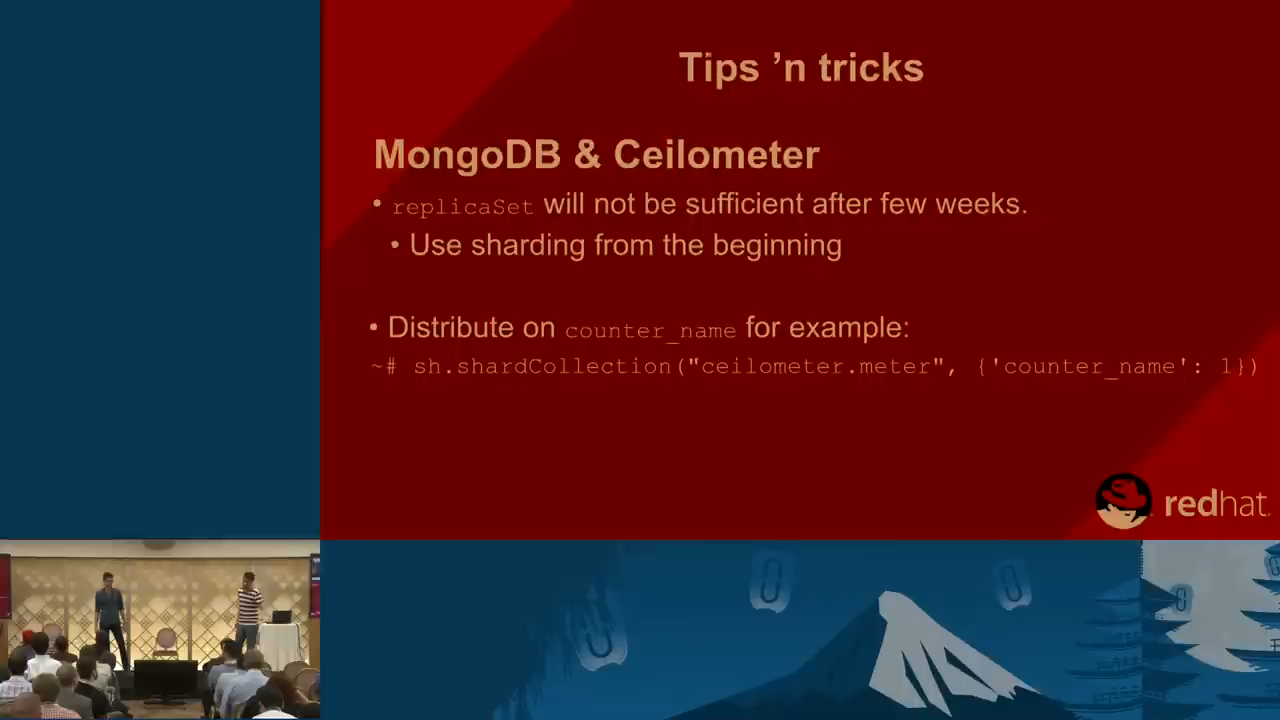 Tips ’n tricks
MongoDB & Ceilometer
• replicaSet will not be sufficient after few weeks.
• Use sharding from the beginning
• Distribute on counter_name for example:
~# sh.shardCollection("ceilometer.meter", {'counter_name': 1})
redhat.